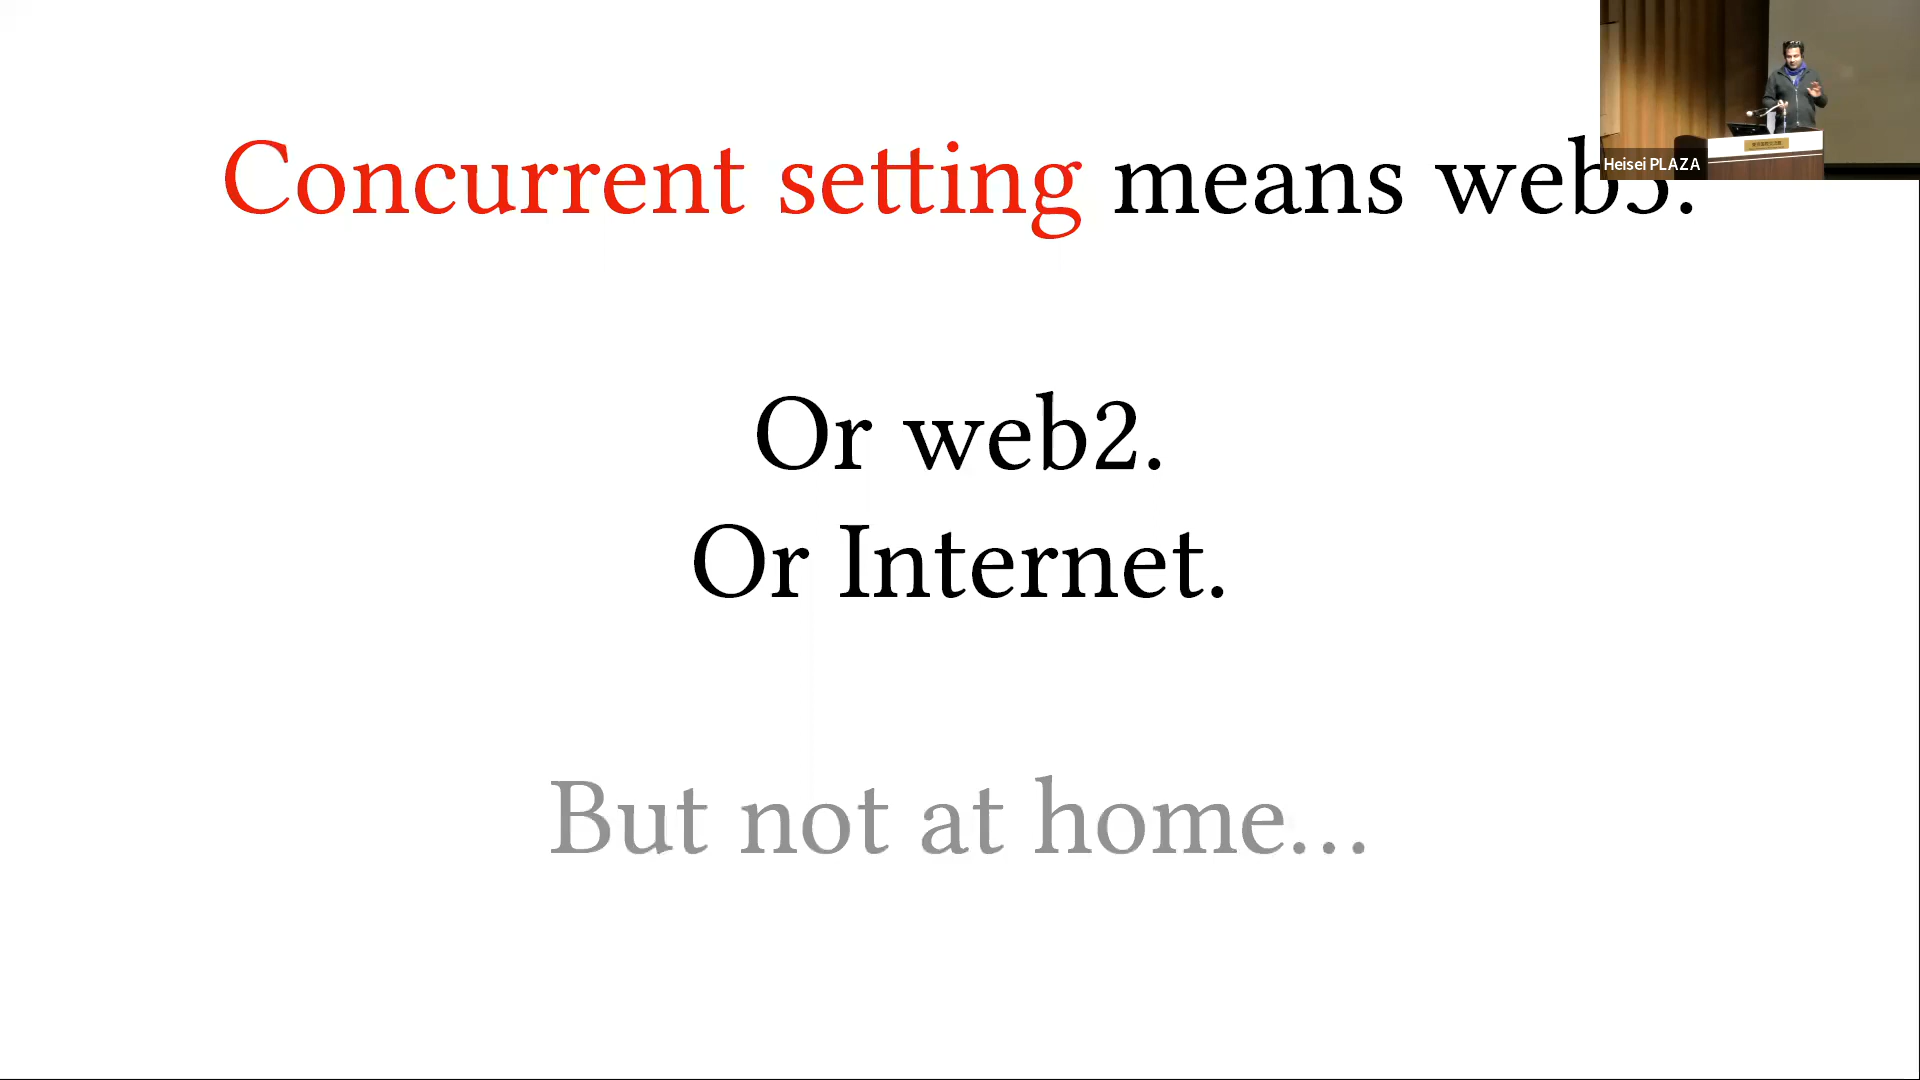 Concurrent setting means web3.
Heisei PLAZA
Or web2.
Or Internet.
But not at home...